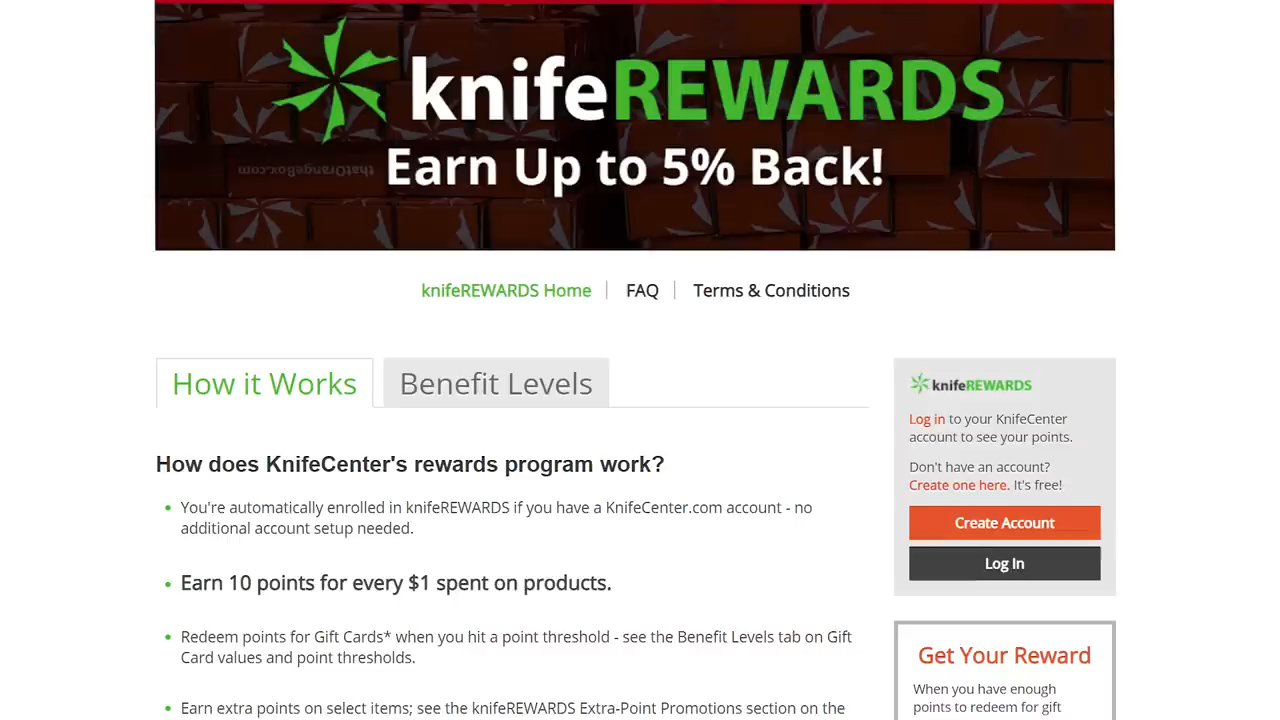 knifeREWARDS
thatOrangeBox.com
Earn Up to 5% Back!
knifeREWARDS Home
FAQ
Terms & Conditions
How it Works
Benefit Levels
How does KnifeCenter's rewards program work?
You're automatically enrolled in knifeREWARDS if you have a KnifeCenter.com account - no
additional account setup needed.
Earn 10 points for every $1 spent on products.
Redeem points for Gift Cards* when you hit a point threshold - see the Benefit Levels tab on Gift
Card values and point thresholds.
Earn extra points on select items; see the knifeREWARDS Extra-Point Promotions section on the
knifeREWARDS
Log in to your KnifeCenter
account to see your points.
Don't have an account?
Create one here. It's free!
Create Account
Log In
Get Your Reward
When you have enough
points to redeem for gift